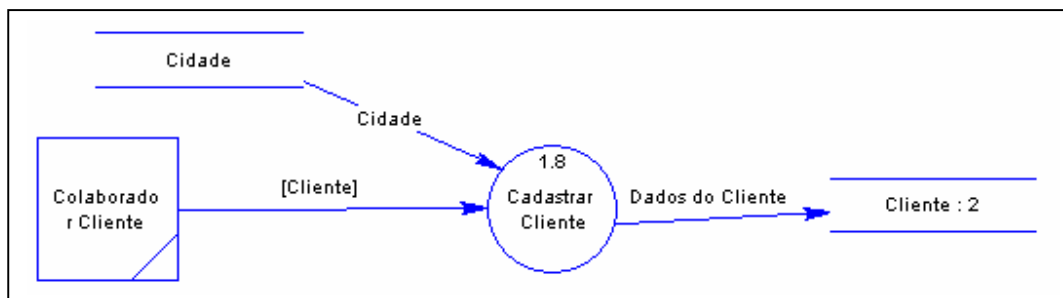 Cidade
Cidade
[Cliente]
Colaborado
r Cliente
1.8
Cadastrar
Cliente
Dados do Cliente
Cliente : 2